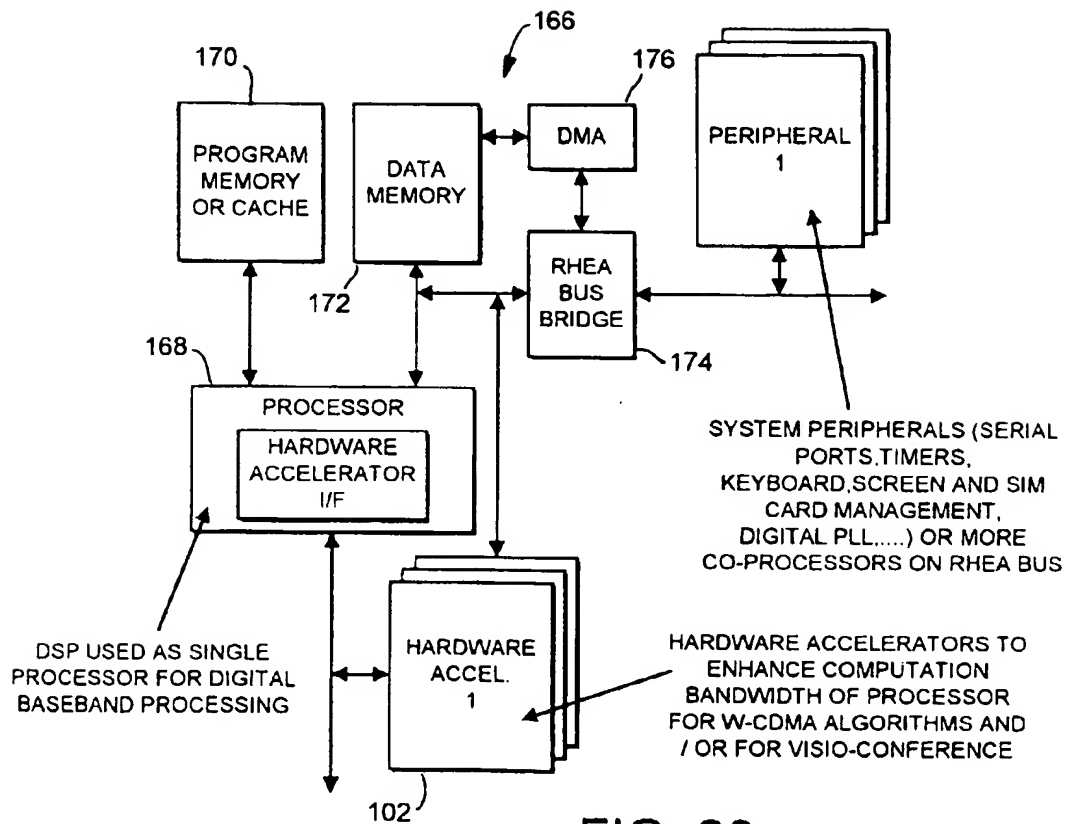 166
170
176
PROGRAM
MEMORY
OR CACHE
DATA
MEMORY
DMA
PERIPHERAL
1
RHEA
BUS
BRIDGE
172
174
168
PROCESSOR
HARDWARE
ACCELERATOR
I/F
SYSTEM PERIPHERALS (SERIAL
PORTS,TIMERS,
KEYBOARD,SCREEN AND SIM
CARD MANAGEMENT,
DIGITAL PLL,....) OR MORE
CO-PROCESSORS ON RHEA BUS
DSP USED AS SINGLE
PROCESSOR FOR DIGITAL
BASEBAND PROCESSING
HARDWARE
ACCEL.
1
HARDWARE ACCELERATORS TO
ENHANCE COMPUTATION
BANDWIDTH OF PROCESSOR
FOR W-CDMA ALGORITHMS AND
/ OR FOR VISIO-CONFERENCE
102